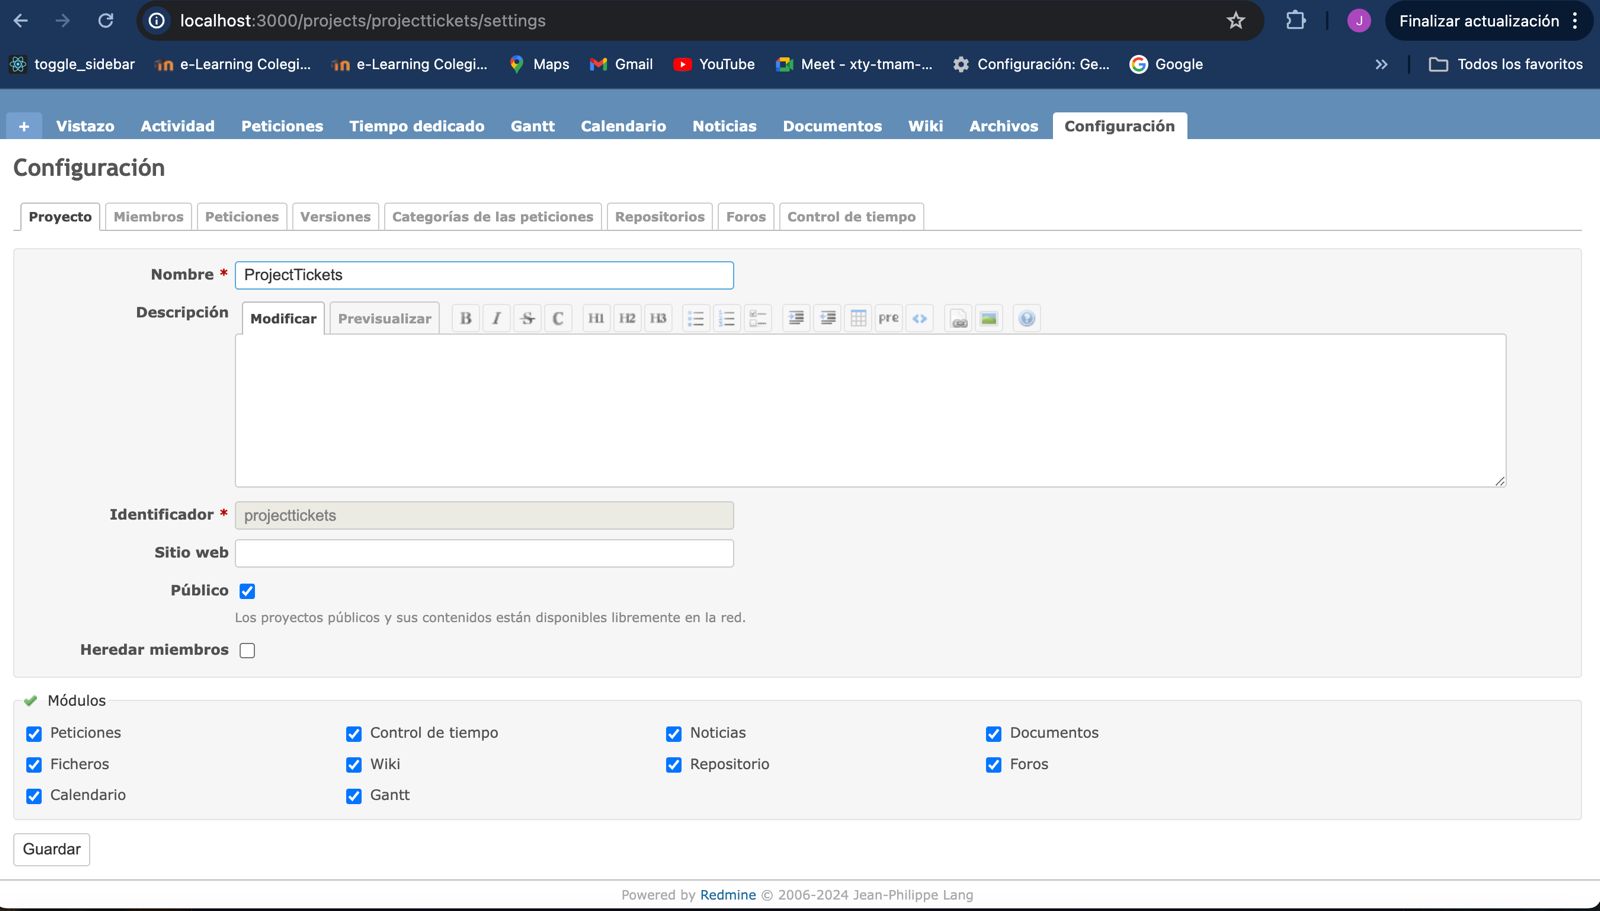 localhost:3000/projects/projecttickets/settings
J
Finalizar actualización
toggle_sidebar
e-Learning Colegi...
e-Learning Colegi...
Maps
Gmail
YouTube
Meet - xty-tmam-...
Configuración: Ge...
Google
Todos los favoritos
+ Vistazo Actividad Peticiones Tiempo dedicado Gantt Calendario Noticias Documentos Wiki Archivos Configuración
Configuración
Proyecto Miembros Peticiones Versiones Categorías de las peticiones Repositorios Foros Control de tiempo
Nombre * ProjectTickets
Descripción Modificar Previsualizar B I S C H1 H2 H3 pre <> ?
Identificador * projecttickets
Sitio web
Público
Los proyectos públicos y sus contenidos están disponibles libremente en la red.
Heredar miembros
Módulos
Peticiones Control de tiempo Noticias Documentos
Ficheros Wiki Repositorio Foros
Calendario Gantt
Guardar
Powered by Redmine © 2006-2024 Jean-Philippe Lang